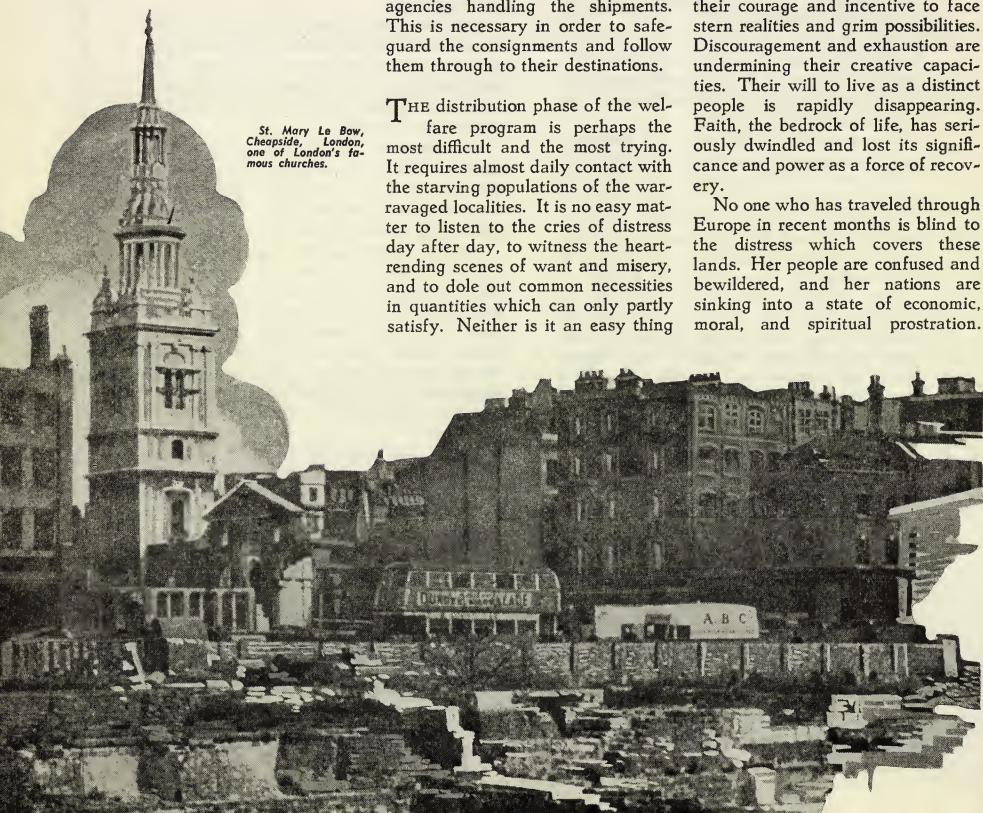 agencies handling the shipments.
This is necessary in order to safe-
guard the consignments and follow
them through to their destinations.
THE distribution phase of the wel-
fare program is perhaps the
most difficult and the most trying.
It requires almost daily contact with
the starving populations of the war-
ravaged localities. It is no easy mat-
ter to listen to the cries of distress
day after day, to witness the heart-
rending scenes of want and misery,
and to dole out common necessities
in quantities which can only partly
satisfy. Neither is it an easy thing
their courage and incentive to face
stern realities and grim possibilities.
Discouragement and exhaustion are
undermining their creative capaci-
ties. Their will to live as a distinct
people is rapidly disappearing.
Faith, the bedrock of life, has seri-
ously dwindled and lost its signifi-
cance and power as a force of recov-
ery.
No one who has traveled through
Europe in recent months is blind to
the distress which covers these
lands. Her people are confused and
bewildered, and her nations are
sinking into a state of economic,
moral, and spiritual prostration.
St. Mary Le Bow,
Cheapside, London,
one of London's fa-
mous churches.
A B C